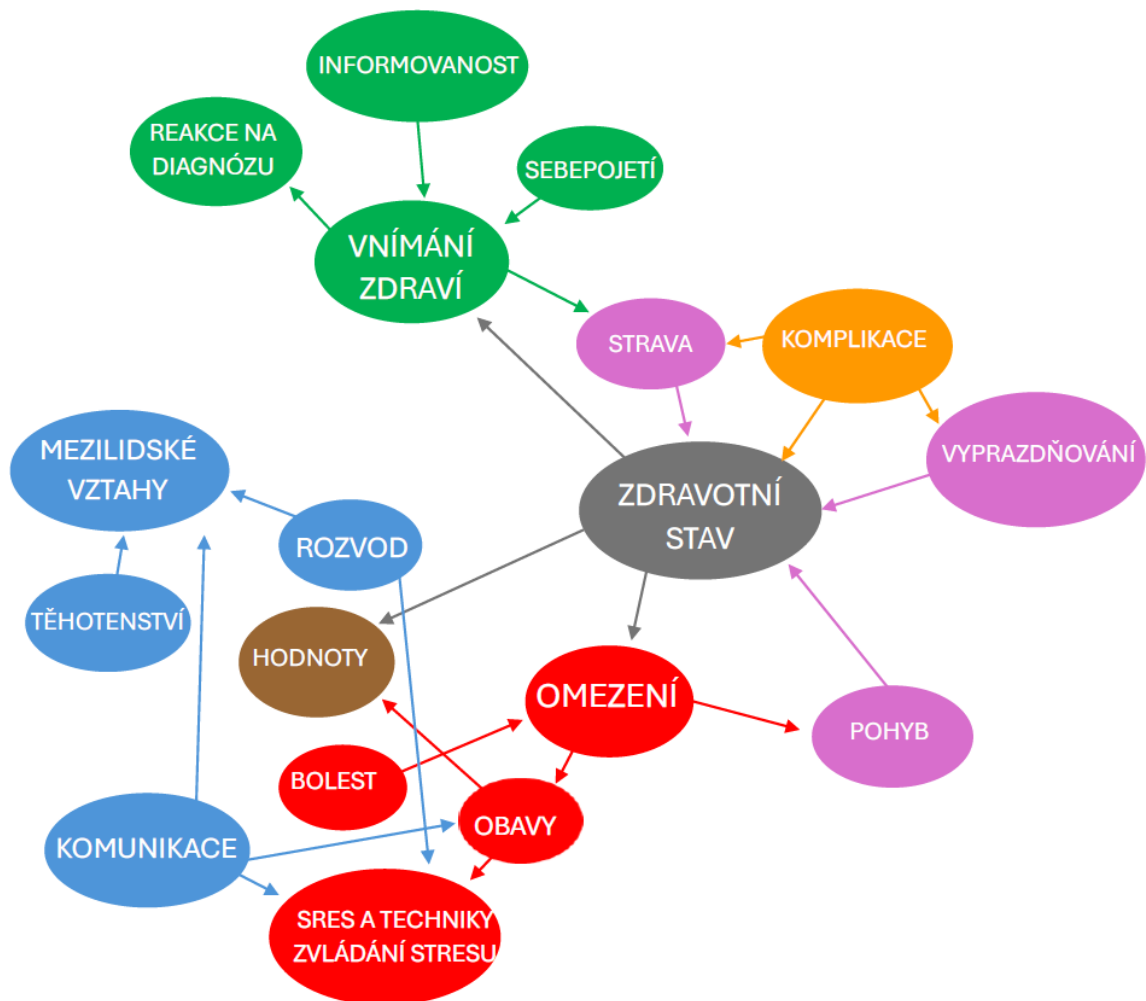 INFORMOVANOST
REAKCE NA
DIAGNÓZU
SEBEPOJETÍ
VNÍMÁNÍ
ZDRAVÍ
STRAVA
KOMPLIKACE
MEZILIDSKÉ
VZTAHY
VYPRAZDŇOVÁNÍ
ZDRAVOTNÍ
STAV
ROZVOD
TĚHOTENSTVÍ
HODNOTY
OMEZENÍ
POHYB
BOLEST
OBAVY
KOMUNIKACE
SRES A TECHNIKY
ZVLÁDÁNÍ STRESU